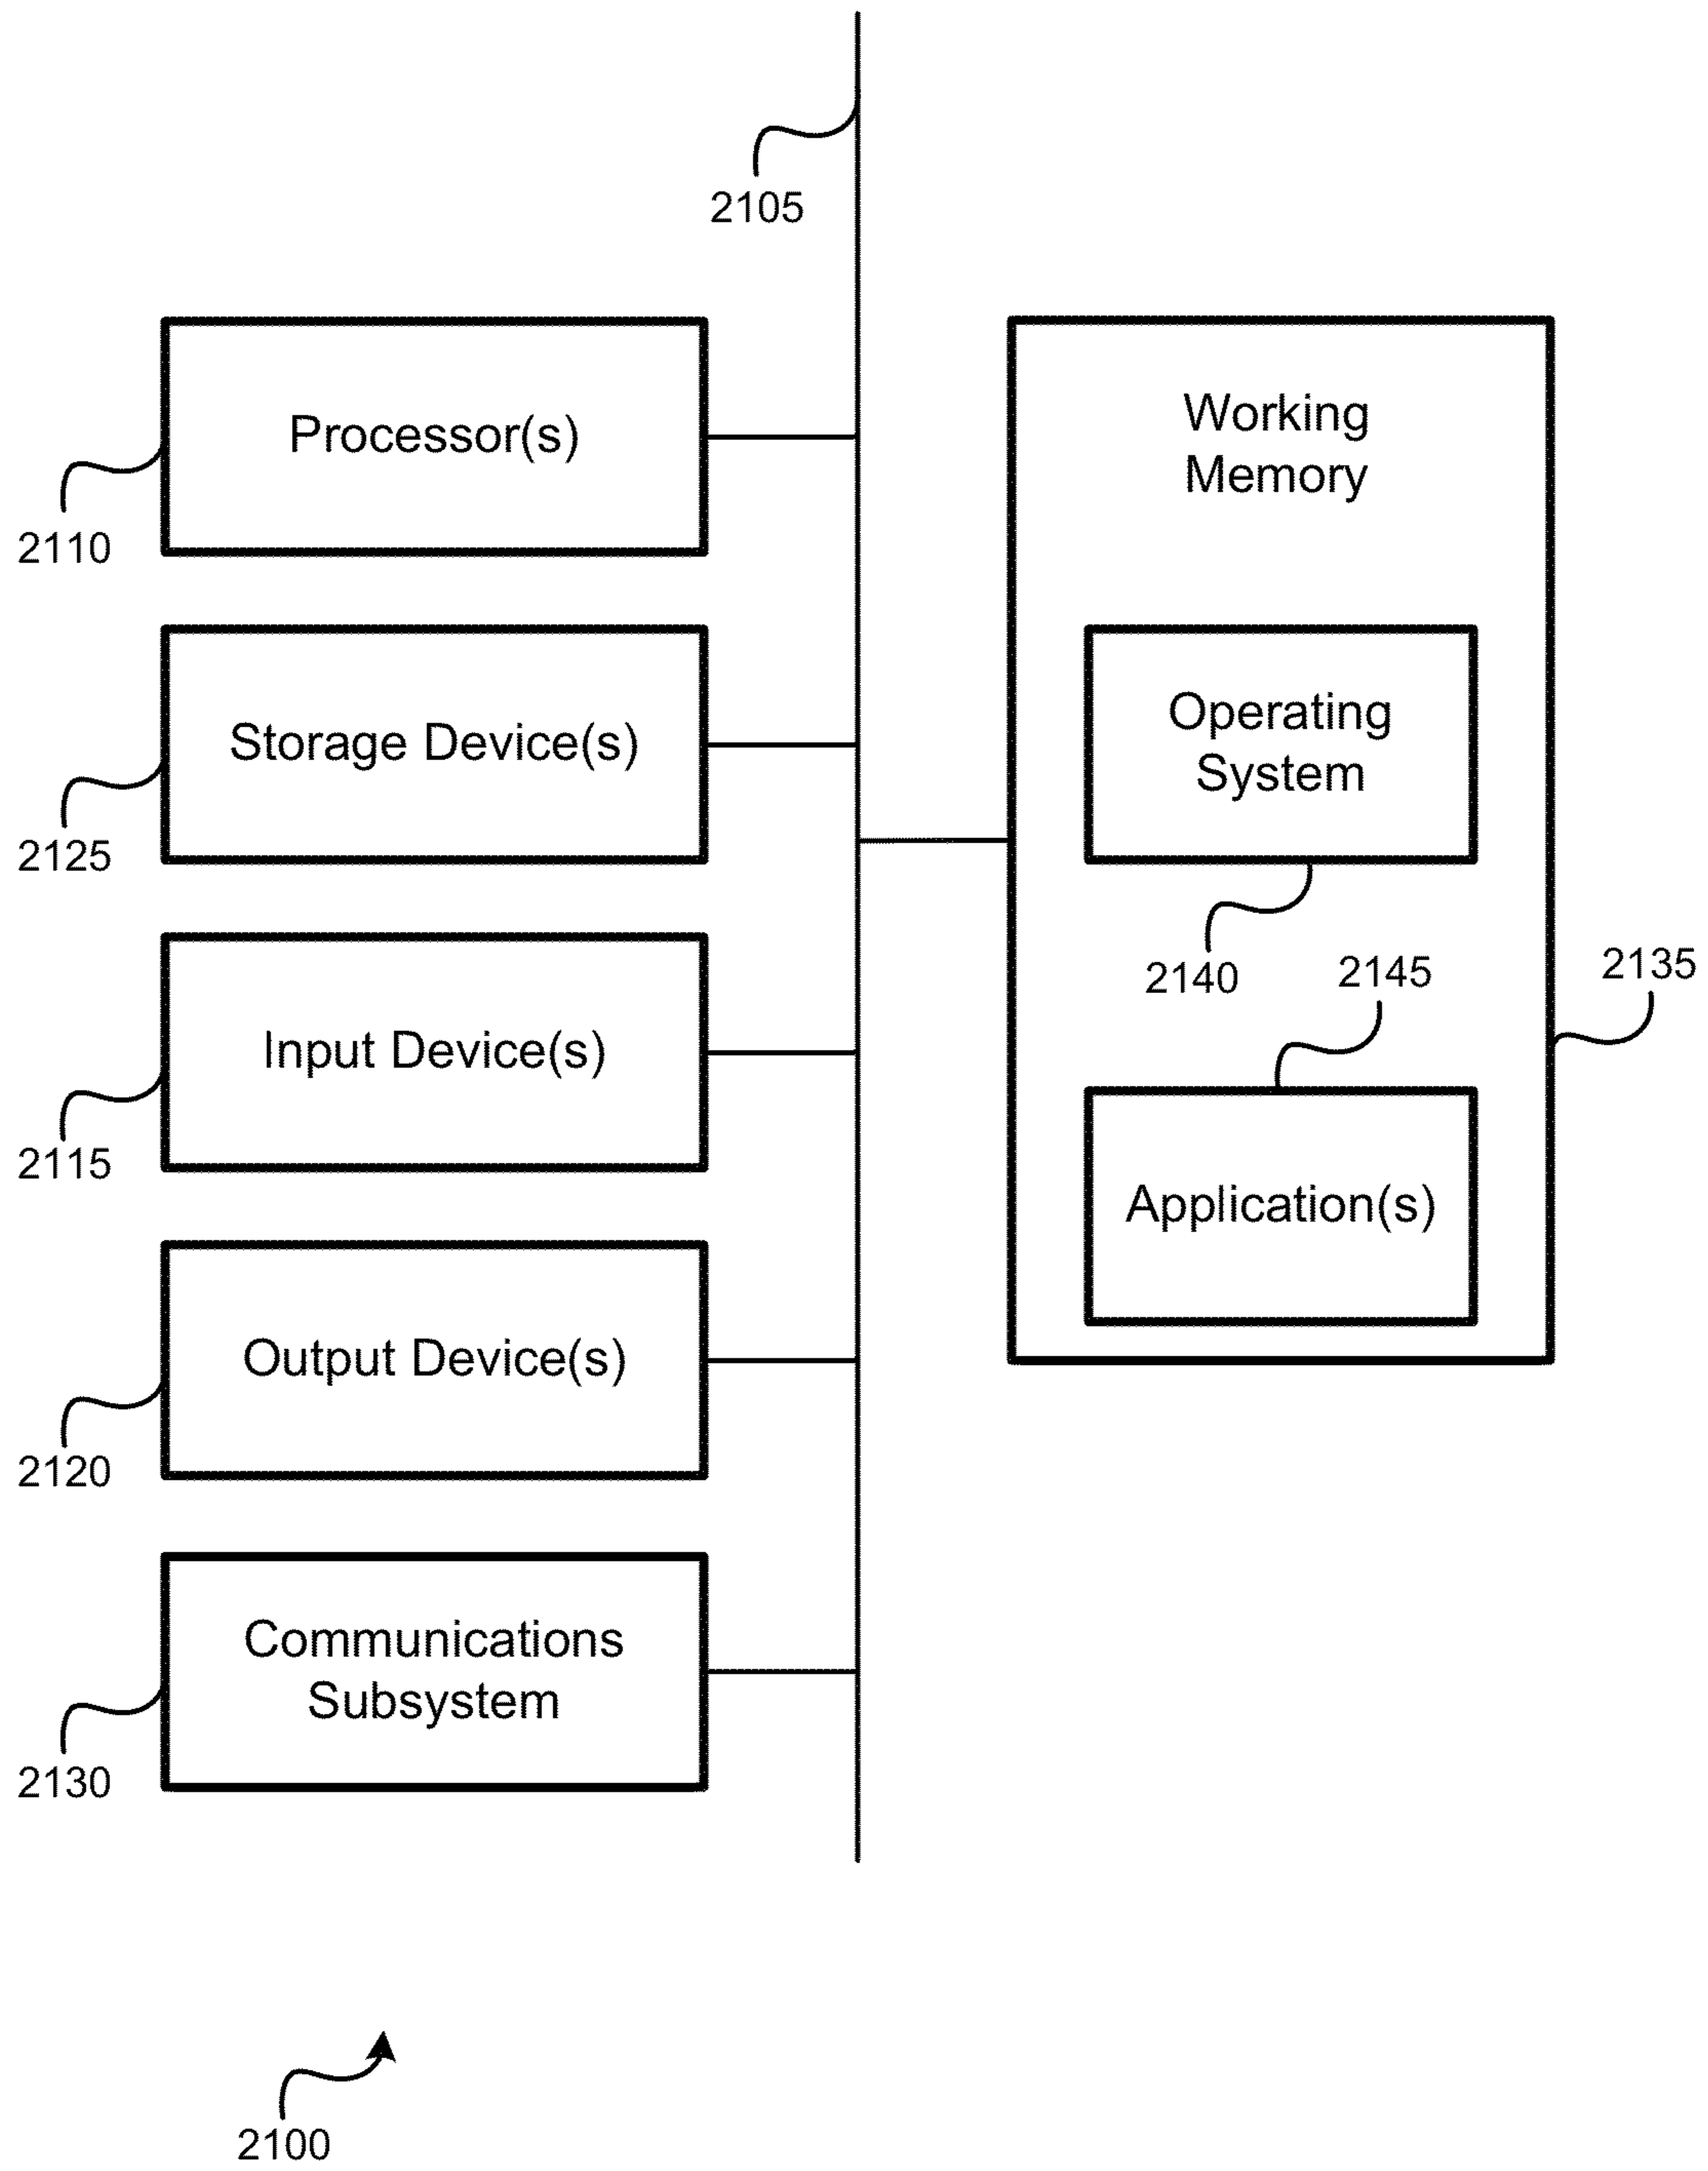 2105
Processor(s)
2110
Storage Device(s)
2125
Input Device(s)
2115
Output Device(s)
2120
Communications
Subsystem
2130
Working
Memory
Operating
System
2140
2145
2135
Application(s)
2100